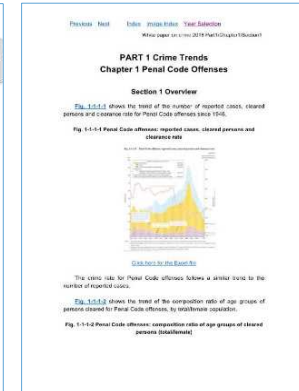 Previous Next Index Image Index Year Selection
White paper on crime 2019 Part1/Chapter1/Section1
PART 1 Crime Trends
Chapter 1 Penal Code Offenses
Section 1 Overview
Fig. 1-1-1-1 shows the trend of the number of reported cases, cleared
persons and clearance rate for Penal Code offenses since 1946.
Fig. 1-1-1-1 Penal Code offenses: reported cases, cleared persons and
clearance rate
Click here for the Excel file
The crime rate for Penal Code offenses follows a similar trend to the
number of reported cases.
Fig. 1-1-1-2 shows the trend of the composition ratio of age groups of
persons cleared for Penal Code offenses, by total/female population.
Fig. 1-1-1-2 Penal Code offenses: composition ratio of age groups of cleared
persons (total/female)